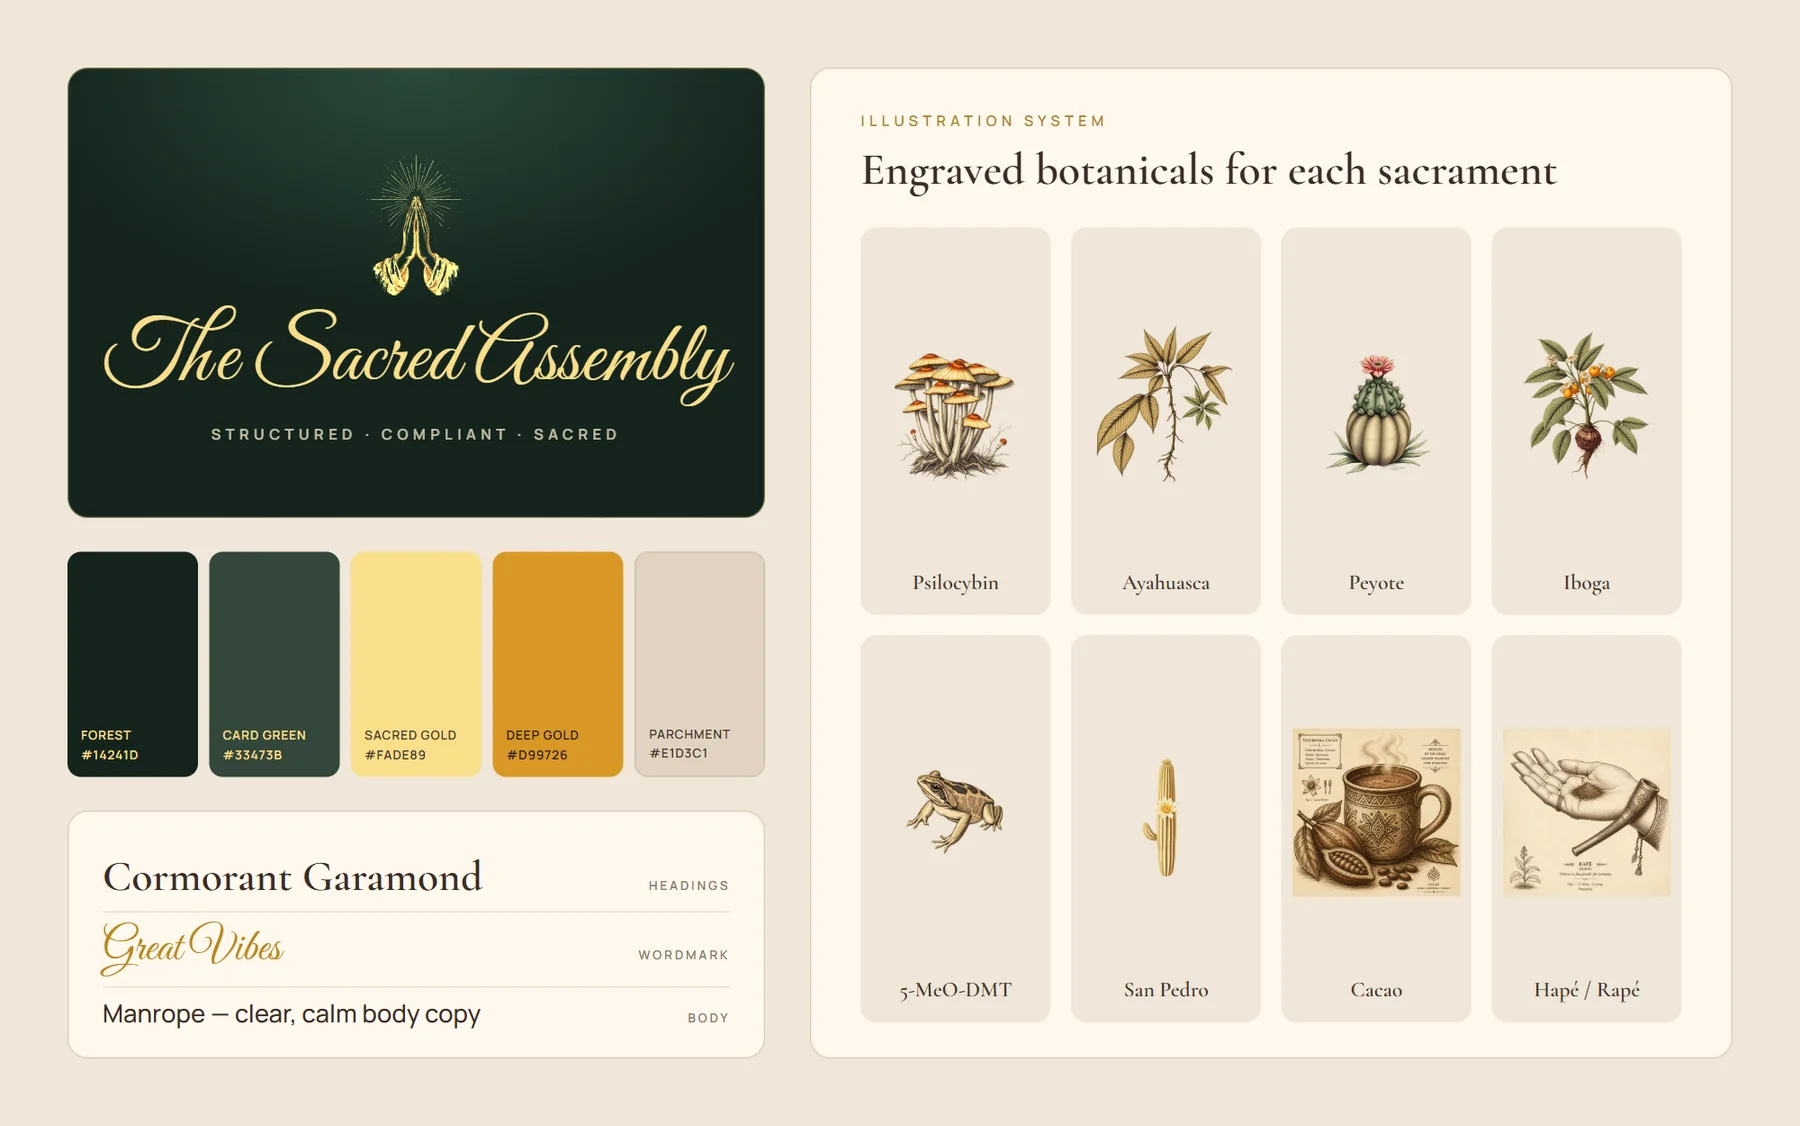 The Sacred Assembly
STRUCTURED · COMPLIANT · SACRED
FOREST
#14241D
CARD GREEN
#33473B
SACRED GOLD
#FADE89
DEEP GOLD
#D99726
PARCHMENT
#E1D3C1
Cormorant Garamond
HEADINGS
Great Vibes
WORDMARK
Manrope — clear, calm body copy
BODY
ILLUSTRATION SYSTEM
Engraved botanicals for each sacrament
Psilocybin
Ayahuasca
Peyote
Iboga
5-MeO-DMT
San Pedro
Cacao
RAPÉ
Hapé / Rapé